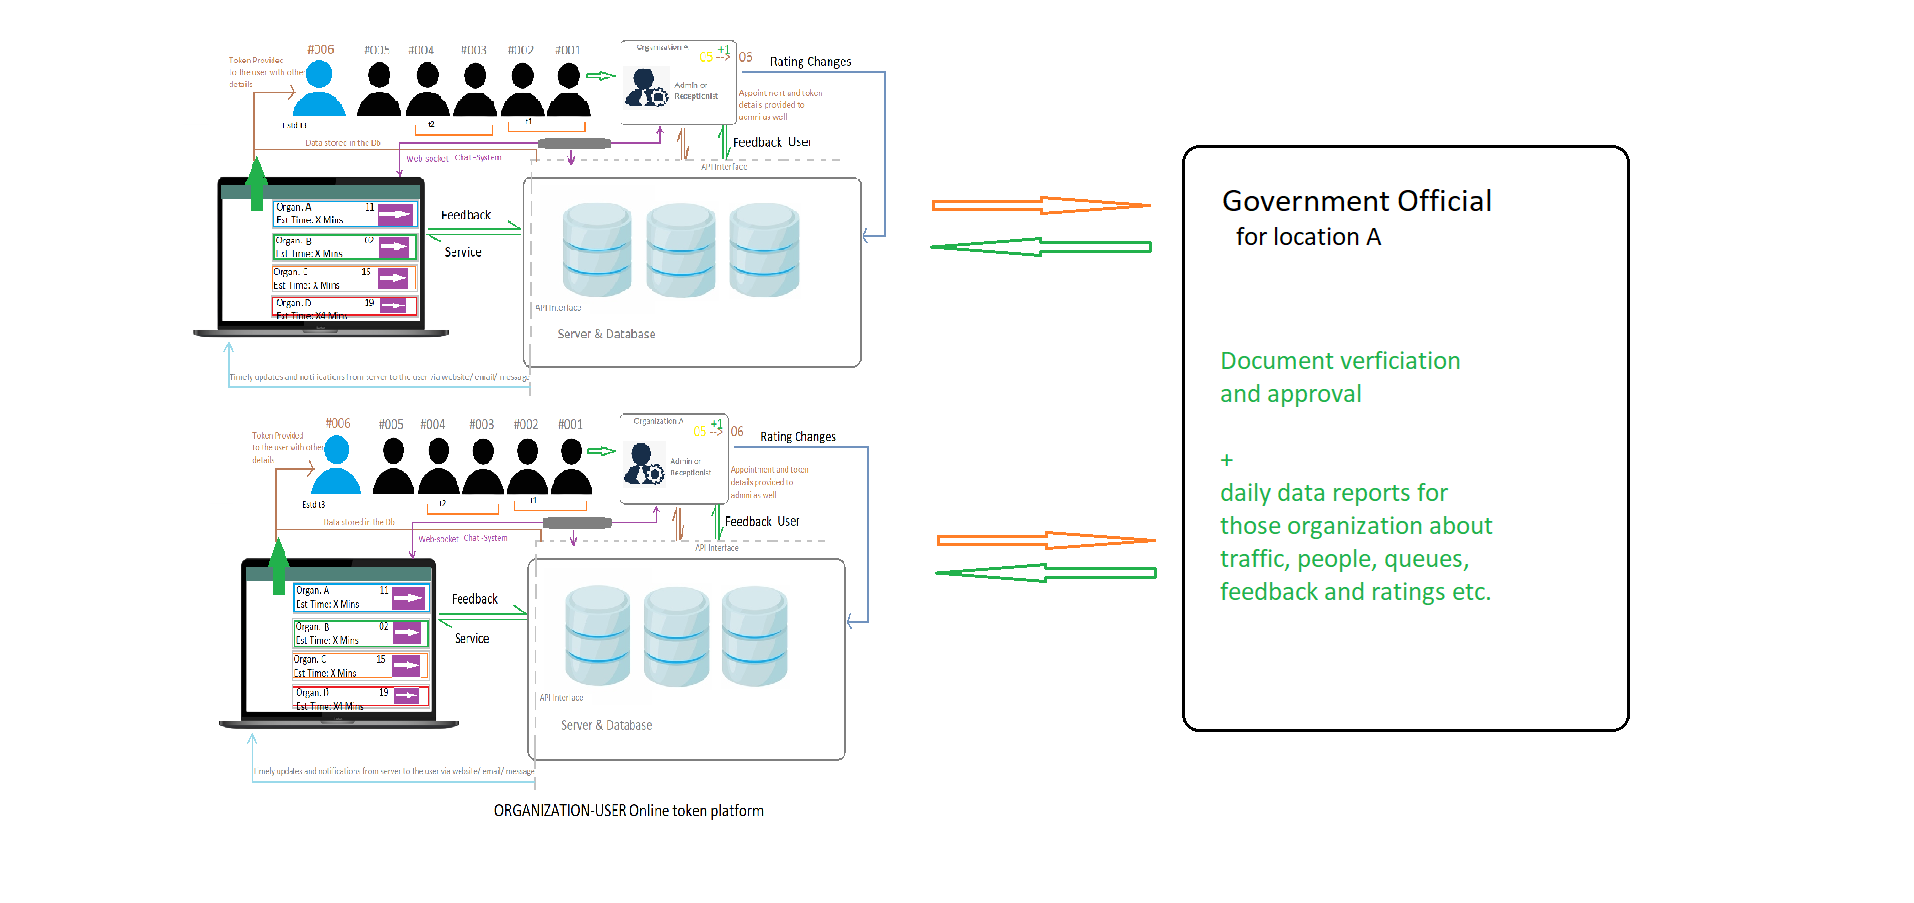 #006
#005
#004
#003
#002
#001
Organization A
+1
05 --> 06
Rating Changes
Token Provided
to the user with other
details
Admin or
Receptionist
Appointment and token
details provided to
admni as well
Estd t3
t2
t1
Data stored in the Db
Web-socket Chat-System
Feedback User
API Interface
Organ. A 11
Est Time: X Mins
Organ. B 02
Est Time: X Mins
Organ. C 15
Est Time: X Mins
Organ. D 19
Est Time: X4 Mins
Feedback
Service
API Interface
Server & Database
Timely updates and notifications from server to the user via website/ email/ message
#006
#005
#004
#003
#002
#001
Organization A
+1
05 --> 06
Rating Changes
Token Provided
to the user with other
details
Admin or
Receptionist
Appointment and token
details provided to
admni as well
Estd t3
t2
t1
Data stored in the Db
Web-socket Chat-System
Feedback User
API Interface
Organ. A 11
Est Time: X Mins
Organ. B 02
Est Time: X Mins
Organ. C 15
Est Time: X Mins
Organ. D 19
Est Time: X4 Mins
Feedback
Service
API Interface
Server & Database
Timely updates and notifications from server to the user via website/ email/ message
ORGANIZATION-USER Online token platform
Government Official
for location A
Document verficiation
and approval
+
daily data reports for
those organization about
traffic, people, queues,
feedback and ratings etc.